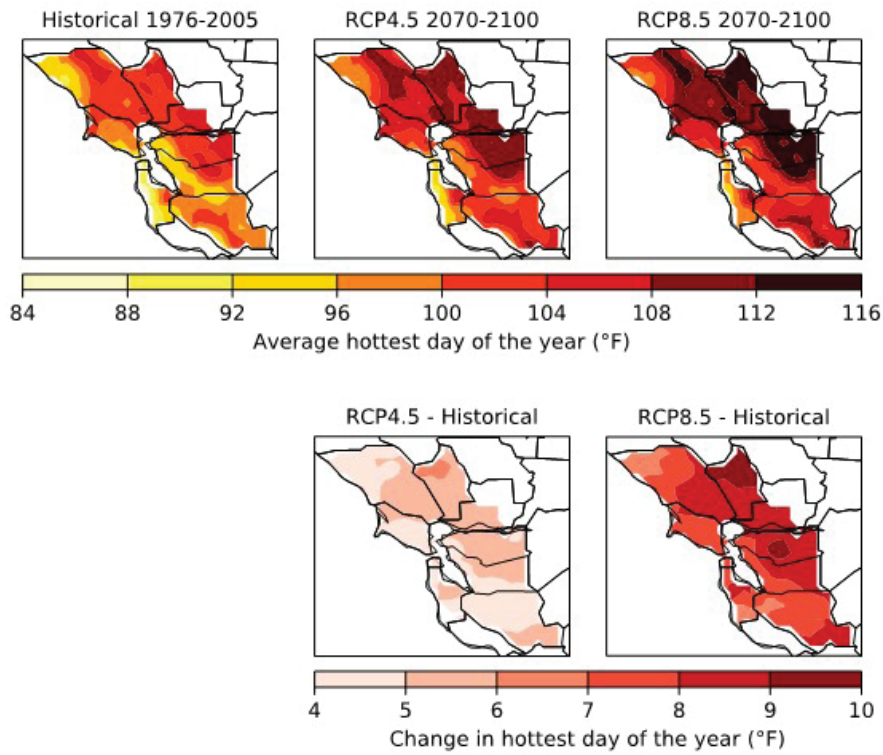 Historical 1976-2005 RCP4.5 2070-2100 RCP8.5 2070-2100
84 88 92 96 100 104 108 112 116
Average hottest day of the year (°F)
RCP4.5 - Historical RCP8.5 - Historical
4 5 6 7 8 9 10
Change in hottest day of the year (°F)